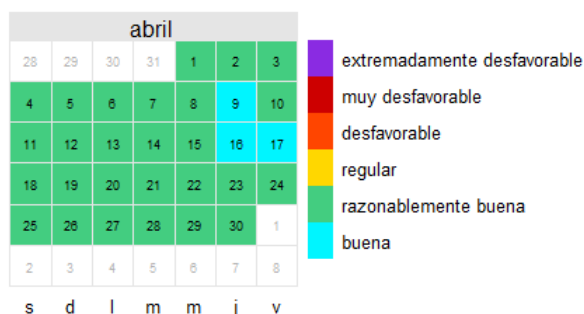 abril
28 29 30 31 1 2 3
4 5 6 7 8 9 10
11 12 13 14 15 16 17
18 19 20 21 22 23 24
25 26 27 28 29 30 1
2 3 4 5 6 7 8
s d l m m j v
extremadamente desfavorable
muy desfavorable
desfavorable
regular
razonablemente buena
buena